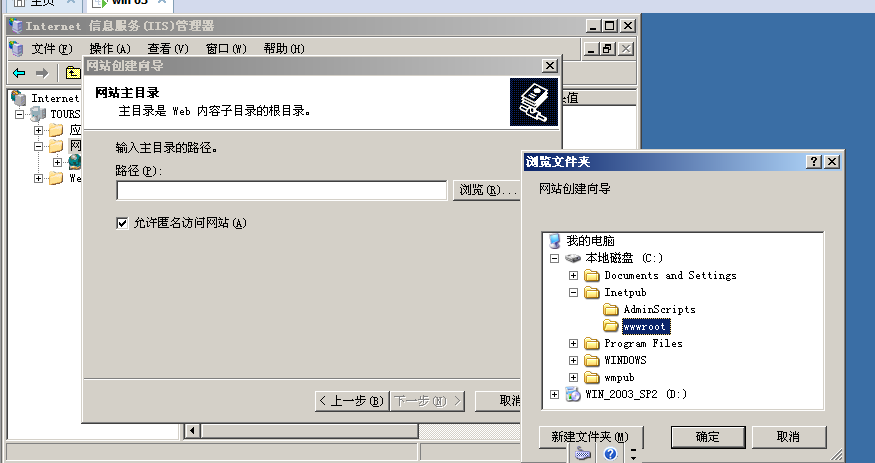 主页
win 03
Internet 信息服务(IIS)管理器
文件(F) 操作(A) 查看(V) 窗口(W) 帮助(H)
网站创建向导
网站主目录
主目录是 Web 内容子目录的根目录。
Internet
TOURS
应
网
We
值
输入主目录的路径。
路径(P):
浏览(R)...
允许匿名访问网站(A)
< 上一步(B)
下一步(N) >
取消
浏览文件夹
网站创建向导
我的电脑
本地磁盘 (C:)
Documents and Settings
Inetpub
AdminScripts
wwwroot
Program Files
WINDOWS
wmpub
WIN_2003_SP2 (D:)
新建文件夹(M)
确定
取消